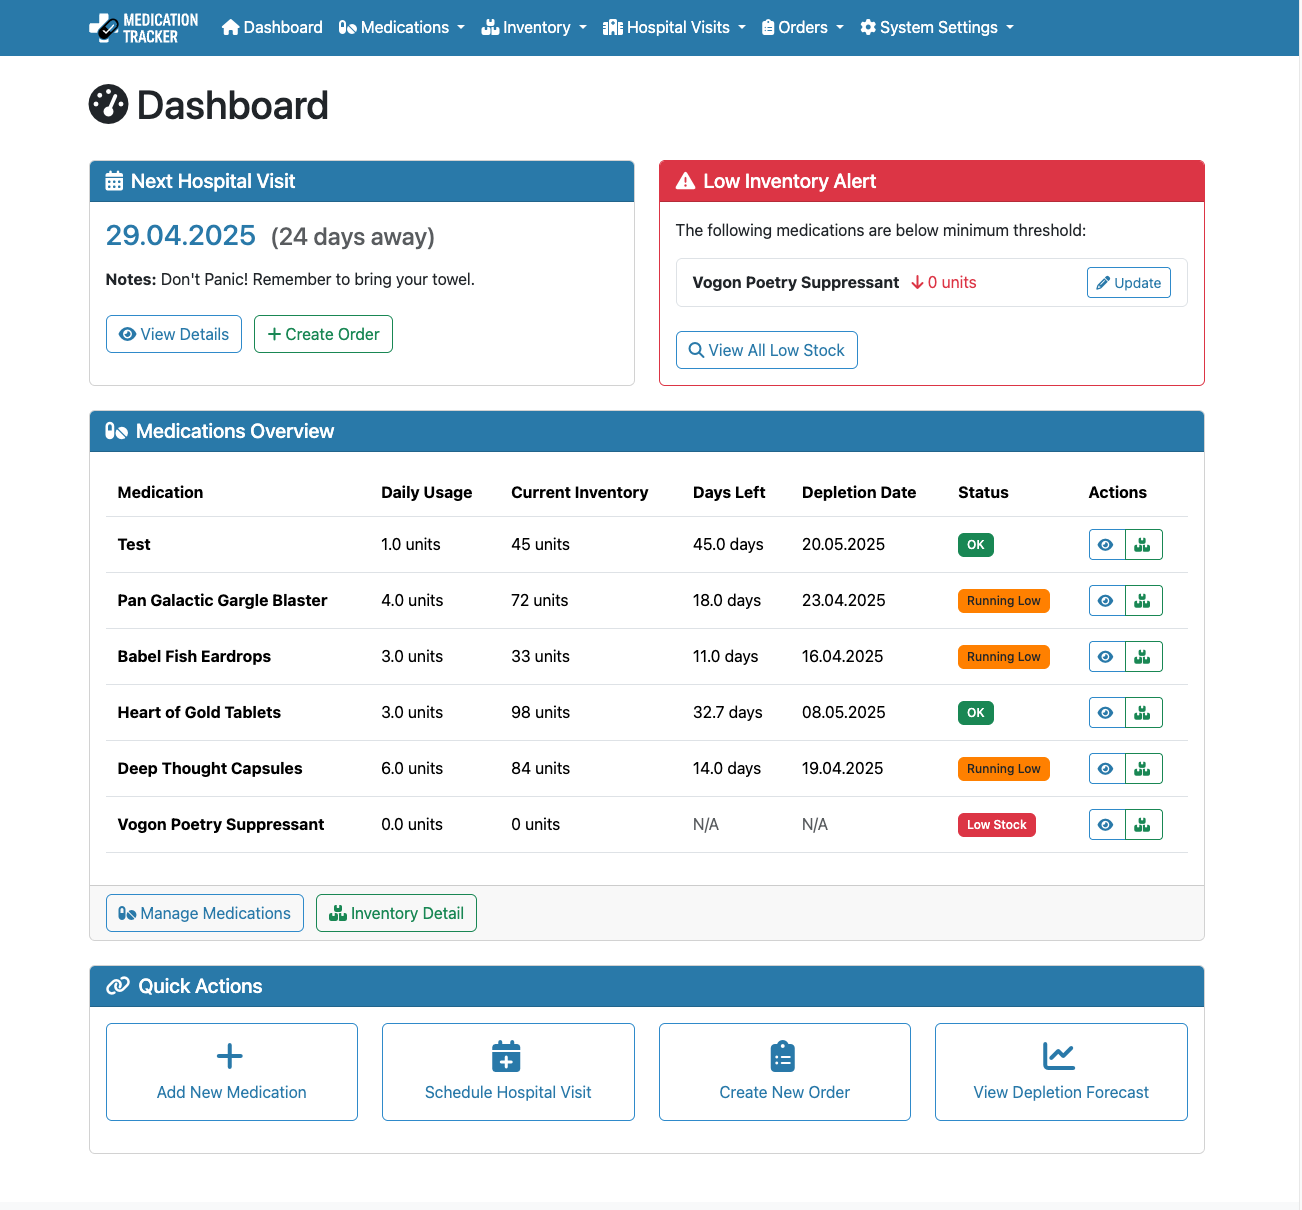 MEDICATION
TRACKER
Dashboard Medications Inventory Hospital Visits Orders System Settings
Dashboard
Next Hospital Visit
29.04.2025 (24 days away)
Notes: Don't Panic! Remember to bring your towel.
View Details Create Order
Low Inventory Alert
The following medications are below minimum threshold:
Vogon Poetry Suppressant 0 units Update
View All Low Stock
Medications Overview
Medication Daily Usage Current Inventory Days Left Depletion Date Status Actions
Test 1.0 units 45 units 45.0 days 20.05.2025 OK
Pan Galactic Gargle Blaster 4.0 units 72 units 18.0 days 23.04.2025 Running Low
Babel Fish Eardrops 3.0 units 33 units 11.0 days 16.04.2025 Running Low
Heart of Gold Tablets 3.0 units 98 units 32.7 days 08.05.2025 OK
Deep Thought Capsules 6.0 units 84 units 14.0 days 19.04.2025 Running Low
Vogon Poetry Suppressant 0.0 units 0 units N/A N/A Low Stock
Manage Medications Inventory Detail
Quick Actions
Add New Medication Schedule Hospital Visit Create New Order View Depletion Forecast